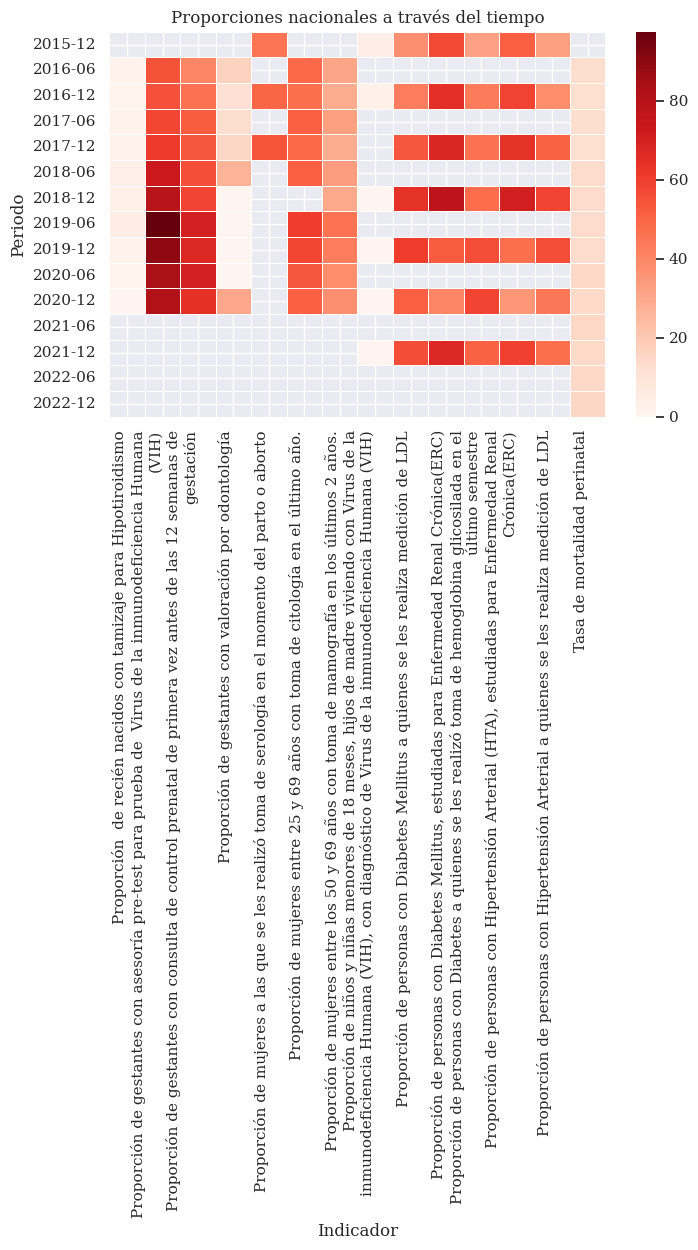 Proporciones nacionales a través del tiempo
2015-12
2016-06
2016-12
2017-06
2017-12
2018-06
2018-12
2019-06
2019-12
2020-06
2020-12
2021-06
2021-12
2022-06
2022-12
Periodo
80
60
40
20
0
Proporción  de recién nacidos con tamizaje para Hipotiroidismo
Proporción de gestantes con asesoría pre-test para prueba de  Virus de la inmunodeficiencia Humana
(VIH)
Proporción de gestantes con consulta de control prenatal de primera vez antes de las 12 semanas de
gestación
Proporción de gestantes con valoración por odontología
Proporción de mujeres a las que se les realizó toma de serología en el momento del parto o aborto
Proporción de mujeres entre 25 y 69 años con toma de citología en el último año.
Proporción de mujeres entre los 50 y 69 años con toma de mamografía en los últimos 2 años.
Proporción de niños y niñas menores de 18 meses, hijos de madre viviendo con Virus de la
inmunodeficiencia Humana (VIH), con diagnóstico de Virus de la inmunodeficiencia Humana (VIH)
Proporción de personas con Diabetes Mellitus a quienes se les realiza medición de LDL
Proporción de personas con Diabetes Mellitus, estudiadas para Enfermedad Renal Crónica(ERC)
Proporción de personas con Diabetes a quienes se les realizó toma de hemoglobina glicosilada en el
último semestre
Proporción de personas con Hipertensión Arterial (HTA), estudiadas para Enfermedad Renal
Crónica(ERC)
Proporción de personas con Hipertensión Arterial a quienes se les realiza medición de LDL
Tasa de mortalidad perinatal
Indicador